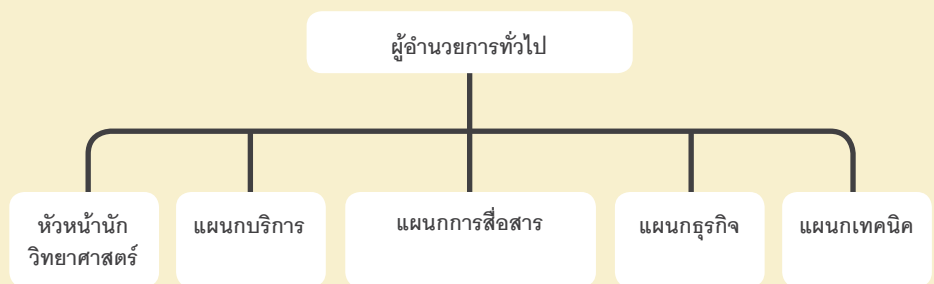 ผู้อำนวยการทั่วไป
หัวหน้านัก
วิทยาศาสตร์
แผนกบริการ
แผนกการสื่อสาร
แผนกธุรกิจ
แผนกเทคนิค